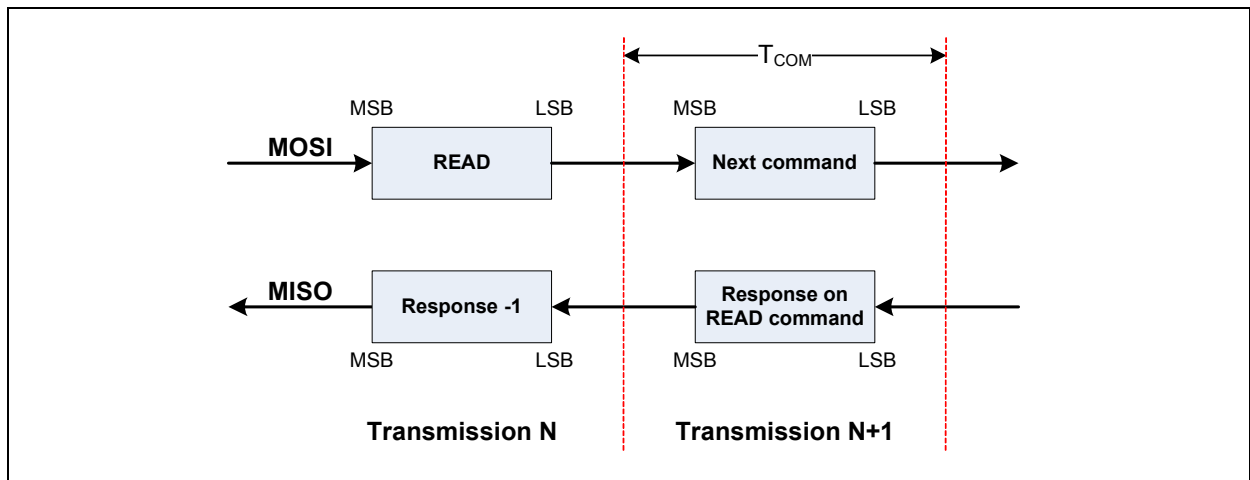 TCOM
MSB LSB MSB LSB
MOSI READ Next command
MISO Response -1 Response on
READ command
MSB LSB MSB LSB
Transmission N Transmission N+1